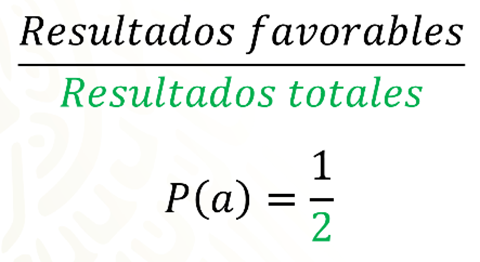 Resultados favorables
Resultados totales
P(a) = 1/2